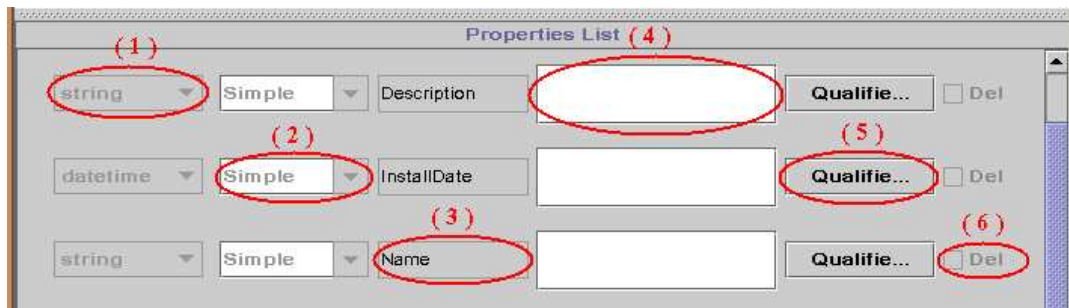 Properties List ( 4 )
( 1 )
string Simple Description Qualifie... Del
( 2 ) ( 5 )
datetime Simple InstallDate Qualifie... Del
( 3 ) ( 6 )
string Simple Name Qualifie... Del